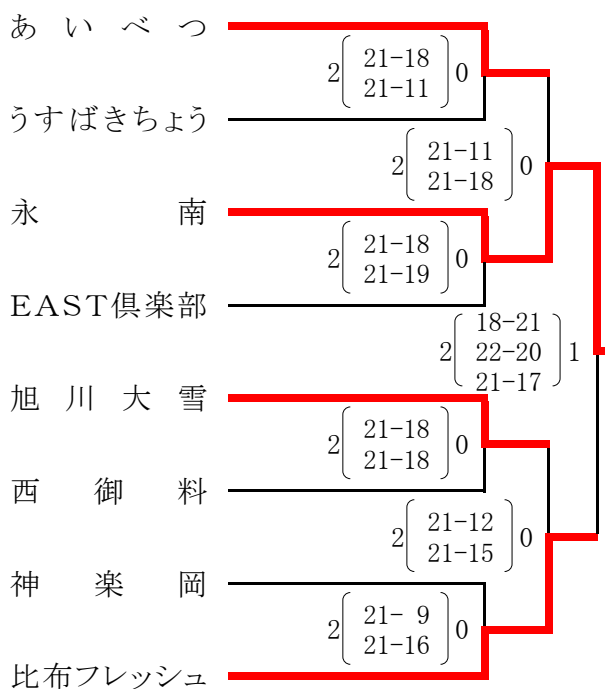 あいべつ
2 21-18 0
21-11
うすばきちょう
2 21-11 0
21-18
永南
2 21-18 0
21-19
EAST倶楽部
18-21
2 22-20 1
21-17
旭川大雪
2 21-18 0
21-18
西御料
2 21-12 0
21-15
神楽岡
2 21- 9 0
21-16
比布フレッシュ